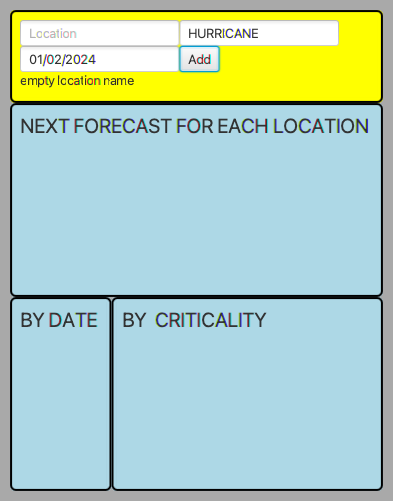 Location HURRICANE
01/02/2024 Add
empty location name
NEXT FORECAST FOR EACH LOCATION
BY DATE BY  CRITICALITY